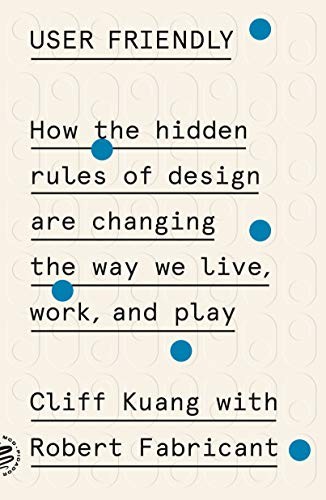 USER FRIENDLY
How the hidden
rules of design
are changing
the way we live,
work, and play
Cliff Kuang with
Robert Fabricant
MCD · PICADOR